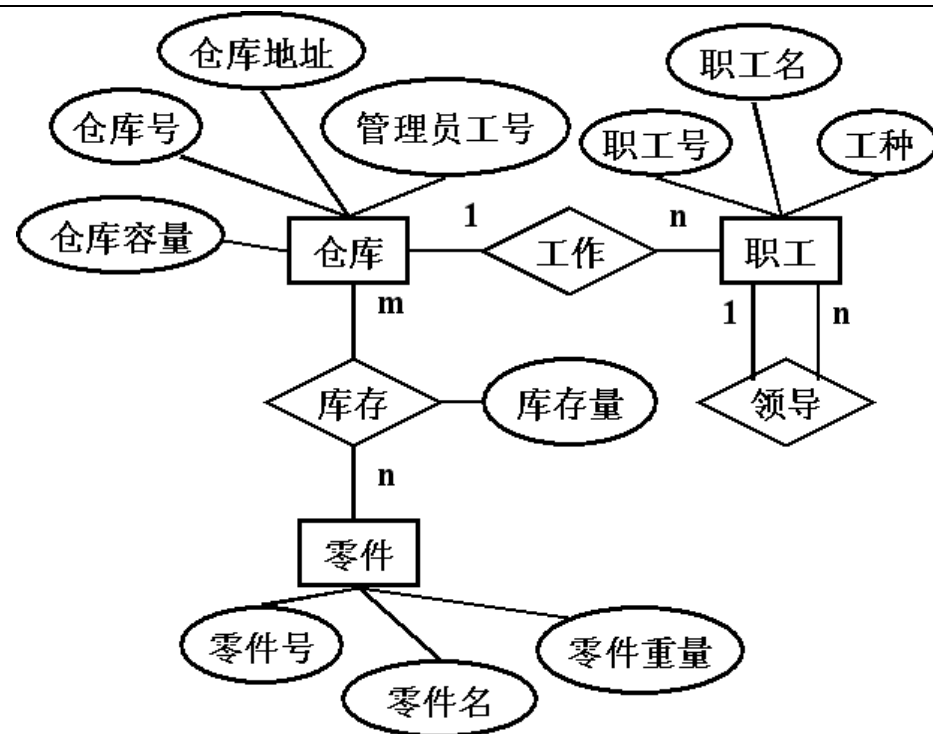 仓库地址
职工名
仓库号
管理员工号
职工号
工种
仓库容量
仓库
1
工作
n
职工
m
1
n
库存
库存量
领导
n
零件
零件号
零件名
零件重量